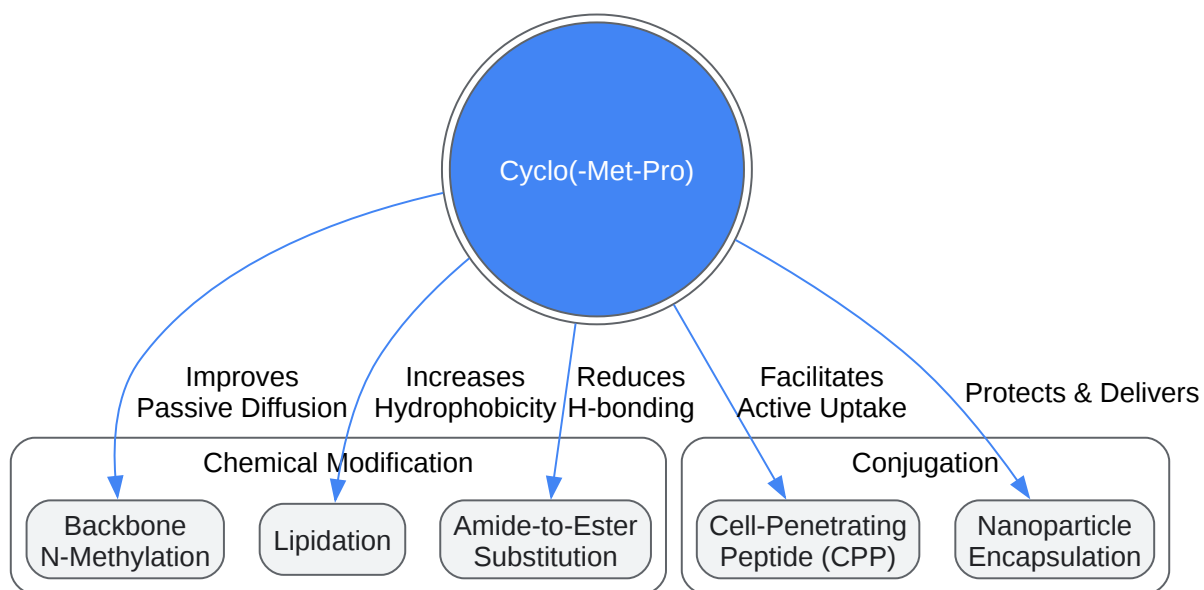 Cyclo(-Met-Pro)
Improves
Passive Diffusion
Increases
Hydrophobicity
Reduces
H-bonding
Facilitates
Active Uptake
Protects & Delivers
Chemical Modification
Backbone
N-Methylation
Lipidation
Amide-to-Ester
Substitution
Conjugation
Cell-Penetrating
Peptide (CPP)
Nanoparticle
Encapsulation